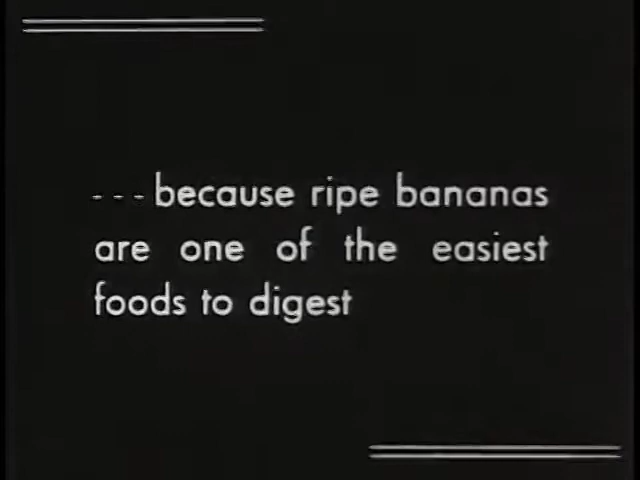 - - - because ripe bananas
are one of the easiest
foods to digest